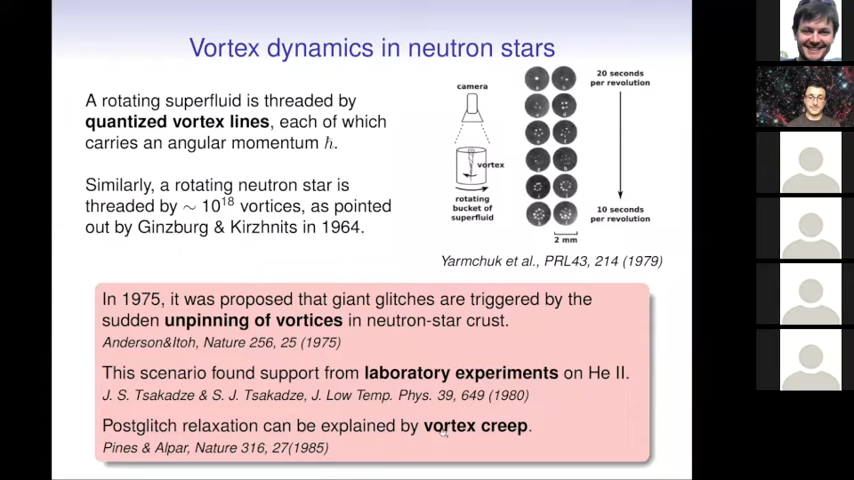 Vortex dynamics in neutron stars
A rotating superfluid is threaded by
quantized vortex lines, each of which
carries an angular momentum ℏ.
Similarly, a rotating neutron star is
threaded by ∼ 10¹⁸ vortices, as pointed
out by Ginzburg & Kirzhnits in 1964.
camera
vortex
rotating
bucket of
superfluid
20 seconds
per revolution
10 seconds
per revolution
2 mm
Yarmchuk et al., PRL43, 214 (1979)
In 1975, it was proposed that giant glitches are triggered by the
sudden unpinning of vortices in neutron-star crust.
Anderson&Itoh, Nature 256, 25 (1975)
This scenario found support from laboratory experiments on He II.
J. S. Tsakadze & S. J. Tsakadze, J. Low Temp. Phys. 39, 649 (1980)
Postglitch relaxation can be explained by vortex creep.
Pines & Alpar, Nature 316, 27(1985)